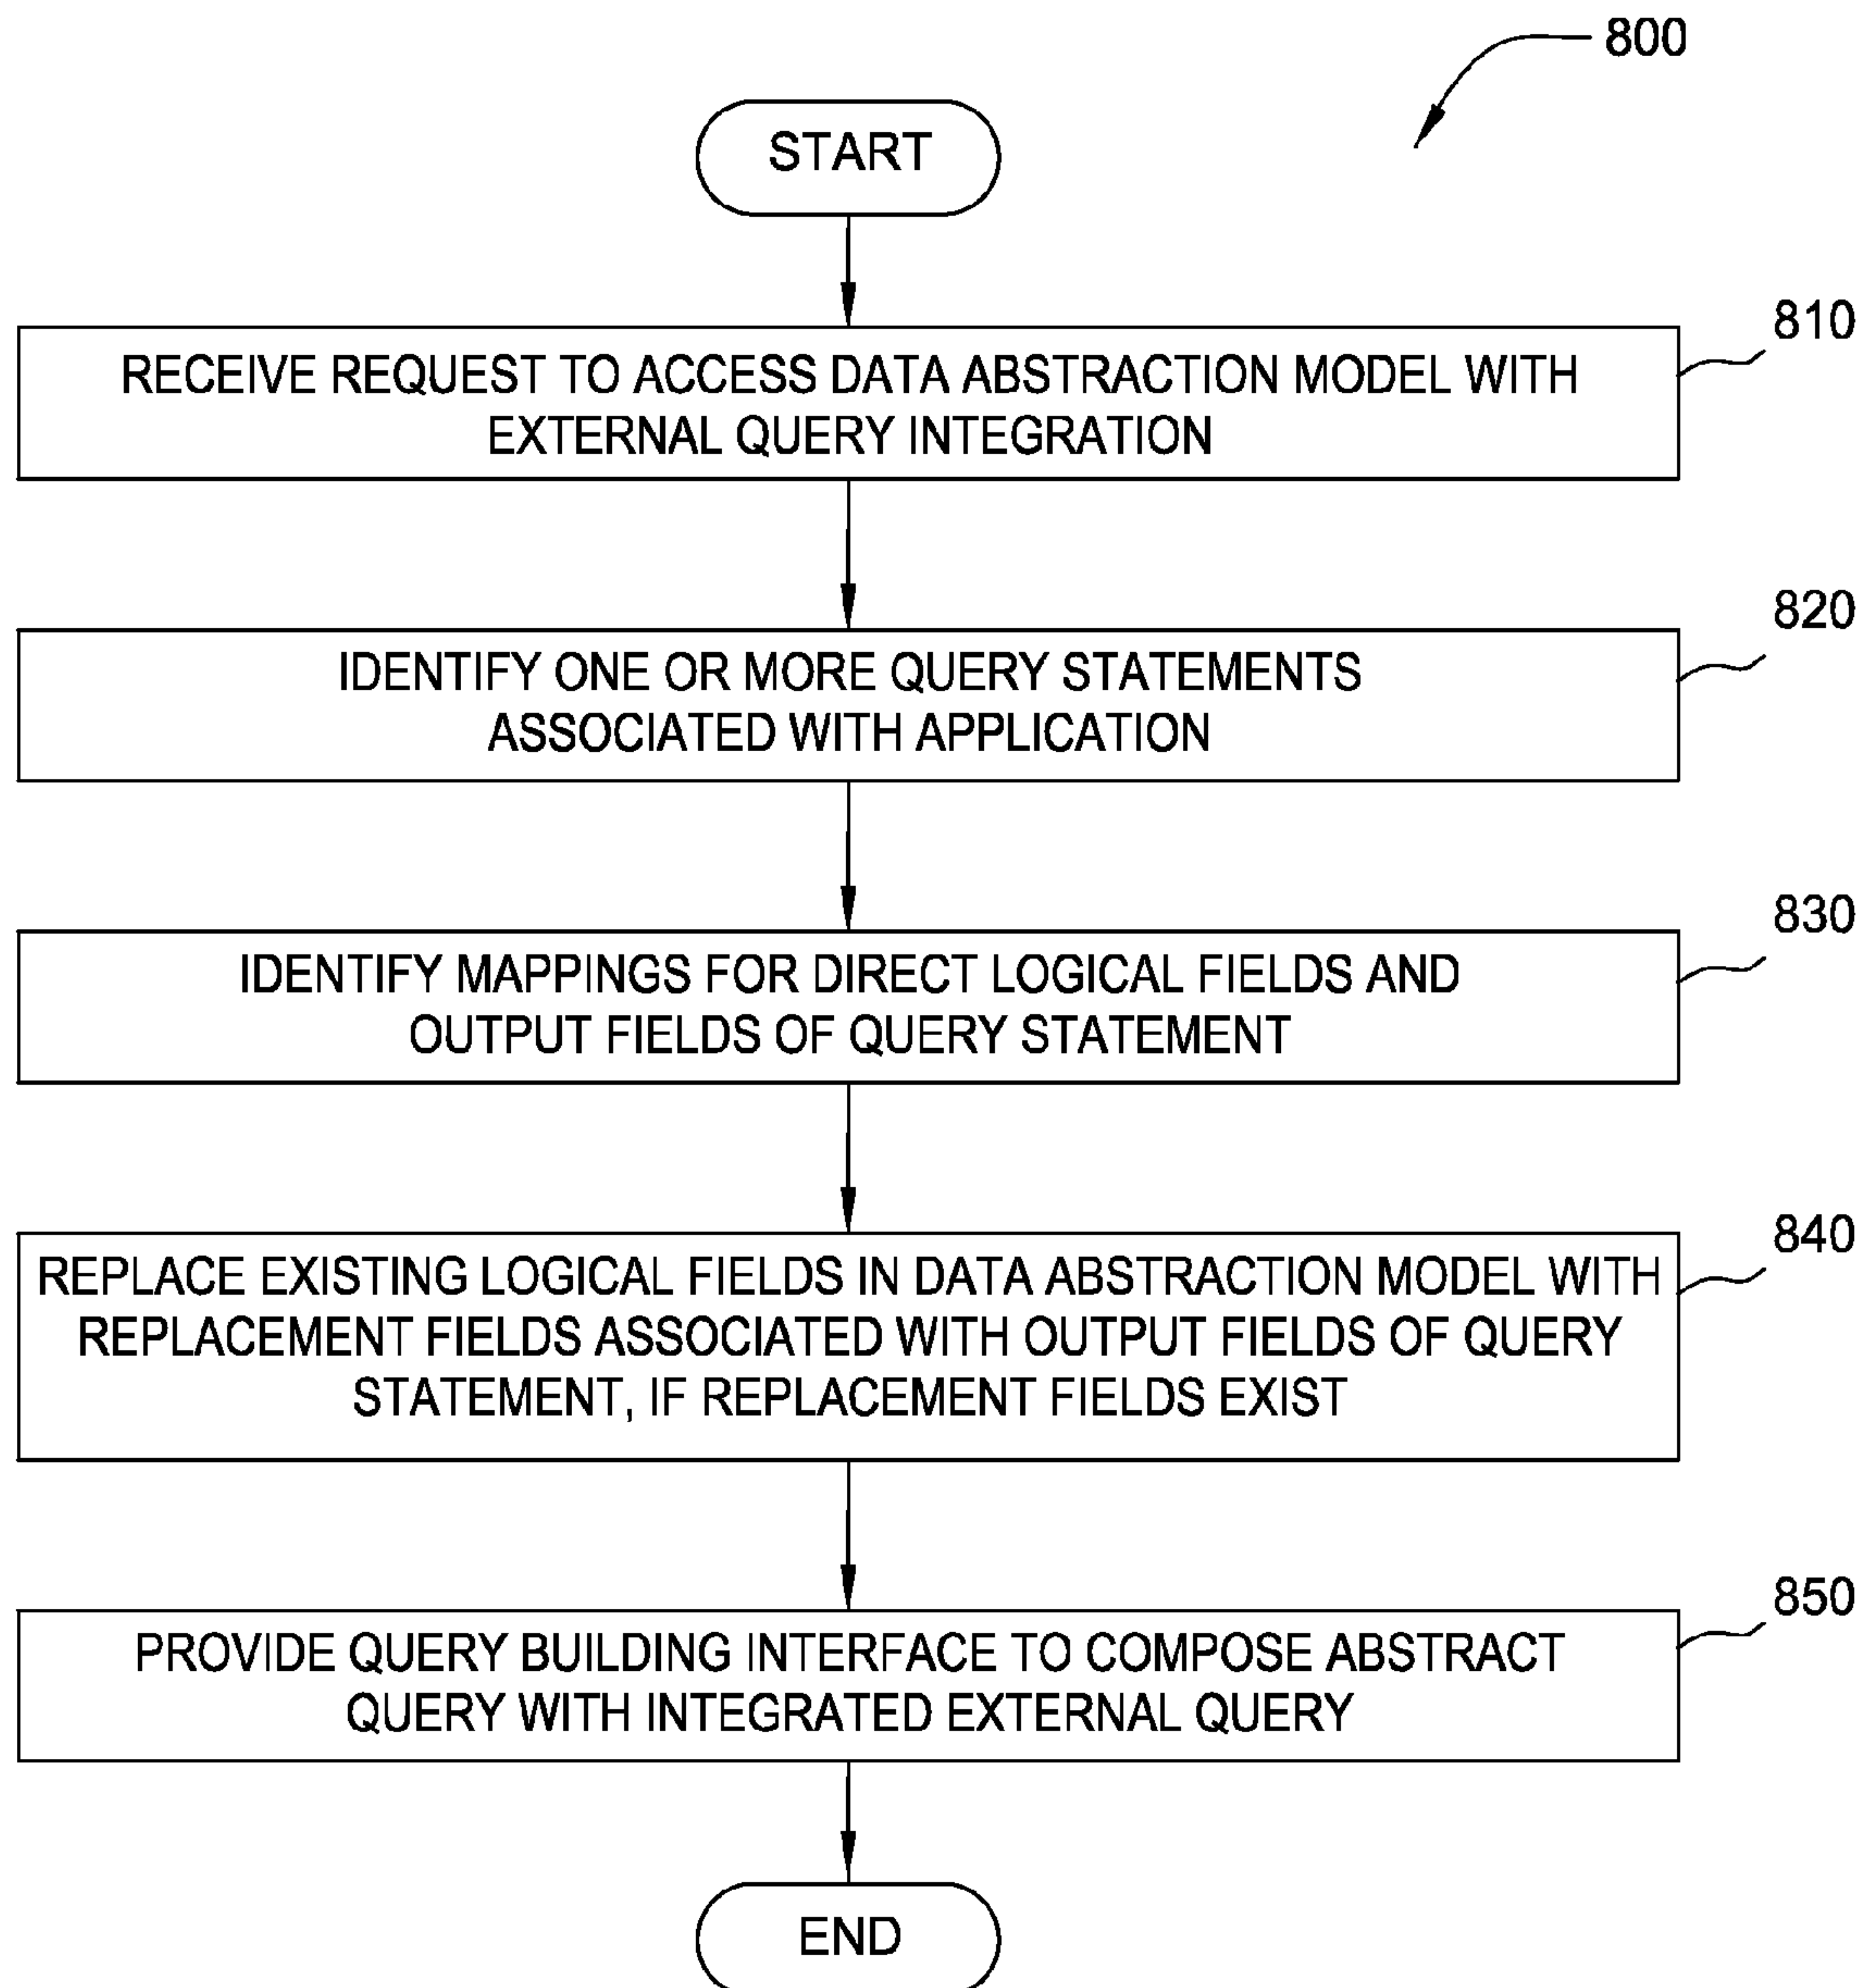 800
START
810
RECEIVE REQUEST TO ACCESS DATA ABSTRACTION MODEL WITH
EXTERNAL QUERY INTEGRATION
820
IDENTIFY ONE OR MORE QUERY STATEMENTS
ASSOCIATED WITH APPLICATION
830
IDENTIFY MAPPINGS FOR DIRECT LOGICAL FIELDS AND
OUTPUT FIELDS OF QUERY STATEMENT
840
REPLACE EXISTING LOGICAL FIELDS IN DATA ABSTRACTION MODEL WITH
REPLACEMENT FIELDS ASSOCIATED WITH OUTPUT FIELDS OF QUERY
STATEMENT, IF REPLACEMENT FIELDS EXIST
850
PROVIDE QUERY BUILDING INTERFACE TO COMPOSE ABSTRACT
QUERY WITH INTEGRATED EXTERNAL QUERY
END